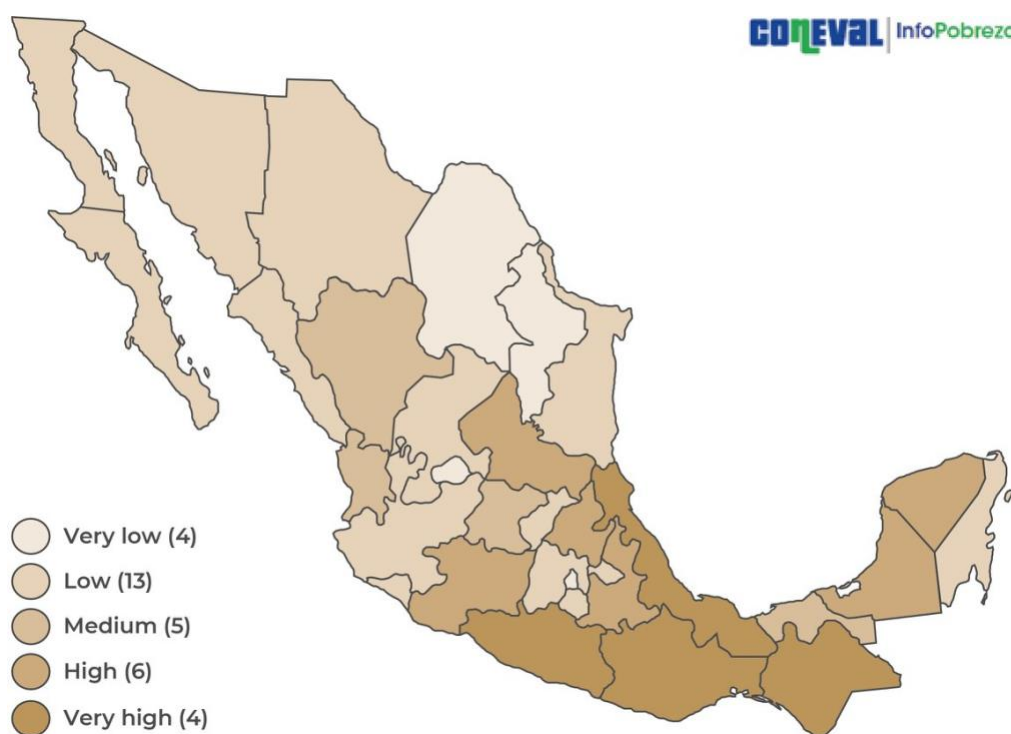 CONEVAL InfoPobreza
Very low (4)
Low (13)
Medium (5)
High (6)
Very high (4)